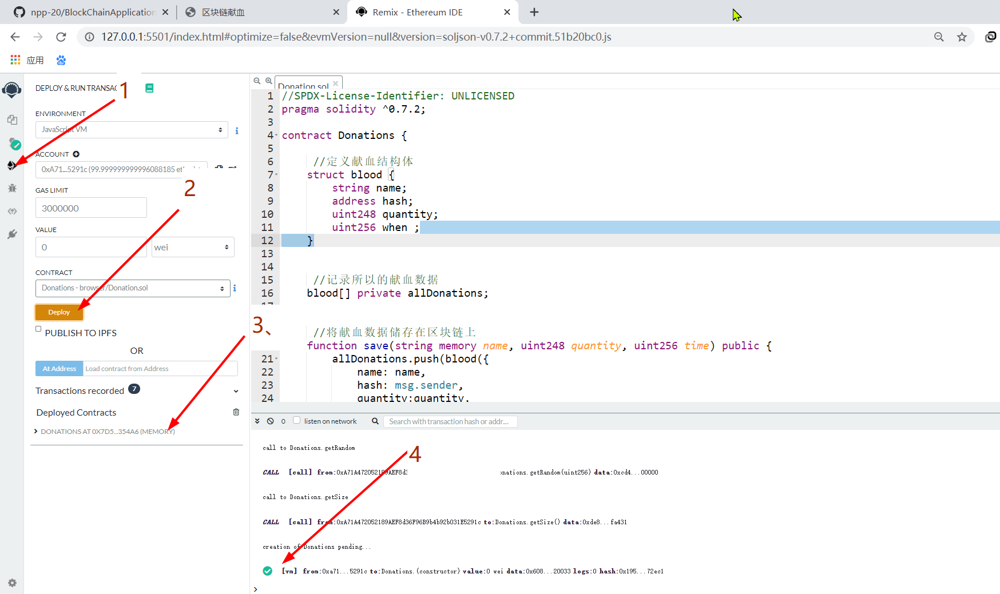 npp-20/BlockChainApplication
区块链献血
Remix - Ethereum IDE
127.0.0.1:5501/index.html#optimize=false&evmVersion=null&version=soljson-v0.7.2+commit.51b20bc0.js
应用
DEPLOY & RUN TRANSAC
1
ENVIRONMENT
JavaScript VM
ACCOUNT
0xA71...5291c (99.999999999996088185 et
2
GAS LIMIT
3000000
VALUE
0
wei
CONTRACT
Donations - browser/Donation.sol
Deploy
PUBLISH TO IPFS
OR
At Address
Load contract from Address
Transactions recorded 7
Deployed Contracts
DONATIONS AT 0X7D5...354A6 (MEMORY)
3、
Donation.sol
1 //SPDX-License-Identifier: UNLICENSED
2 pragma solidity ^0.7.2;
3
4 contract Donations {
5
6 //定义献血结构体
7 struct blood {
8 string name;
9 address hash;
10 uint248 quantity;
11 uint256 when ;
12 }
13
14
15 //记录所以的献血数据
16 blood[] private allDonations;
17
//将献血数据储存在区块链上
function save(string memory name, uint248 quantity, uint256 time) public {
21 allDonations.push(blood({
22 name: name,
23 hash: msg.sender,
24 quantity:quantity,
0
listen on network
Search with transaction hash or addr...
call to Donations.getRandom
4
CALL [call] from:0xA71A472052189AEF8d3 onations.getRandom(uint256) data:0xcd4...00000
call to Donations.getSize
CALL [call] from:0xA71A472052189AEF8d36F96B9b4b92b031E5291c to:Donations.getSize() data:0xde8...fa431
creation of Donations pending...
[vm] from:0xa71...5291c to:Donations.(constructor) value:0 wei data:0x608...20033 logs:0 hash:0x195...72ec1
>